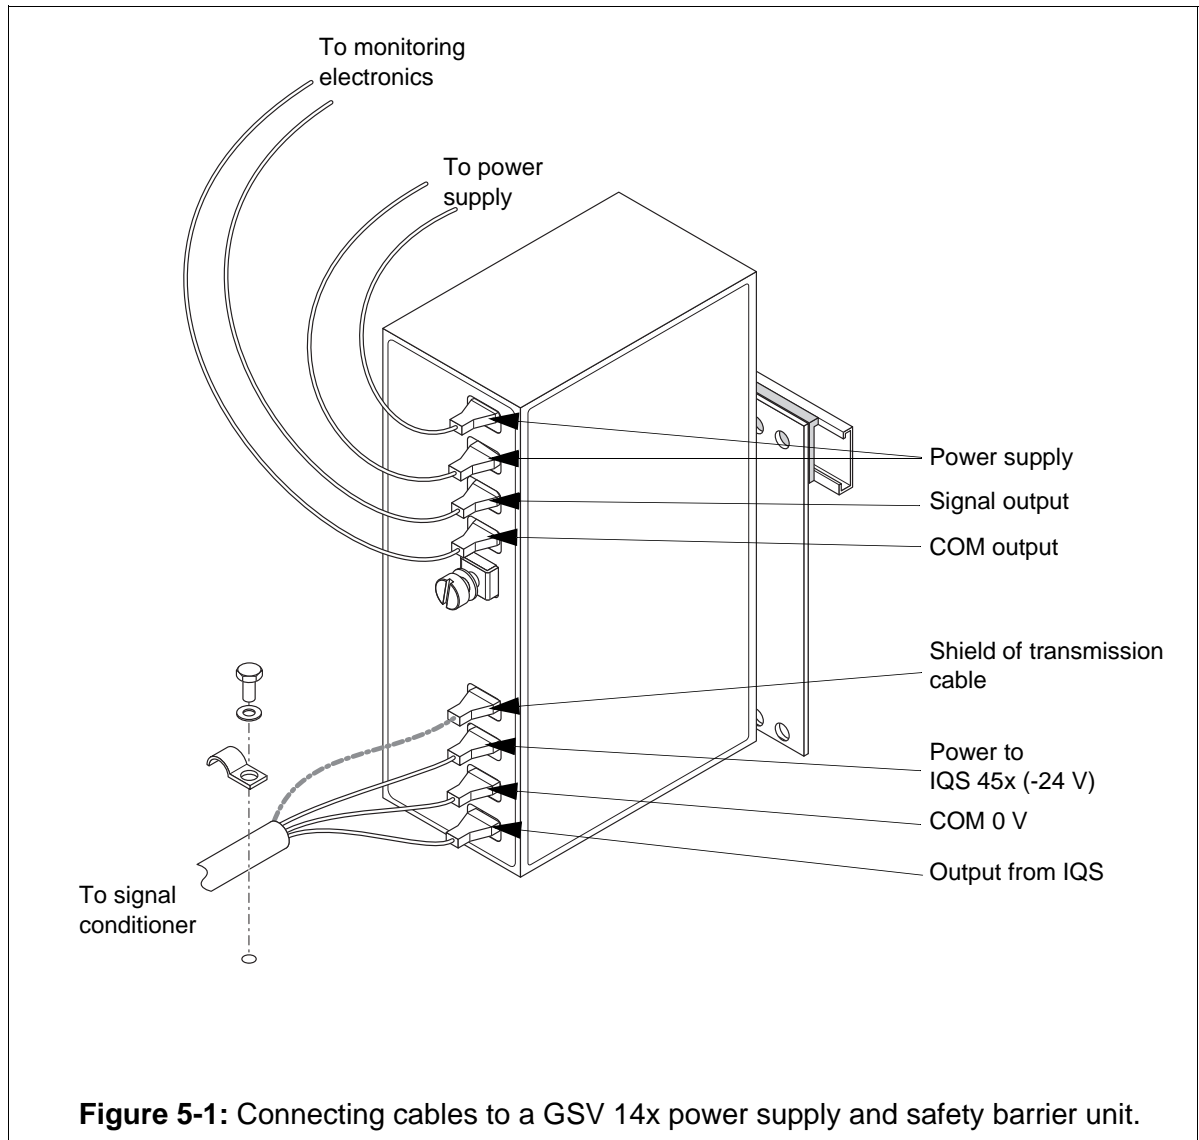 To monitoring
electronics
To power
supply
Power supply
Signal output
COM output
Shield of transmission
cable
Power to
IQS 45x (-24 V)
COM 0 V
Output from IQS
To signal
conditioner
Figure 5-1: Connecting cables to a GSV 14x power supply and safety barrier unit.